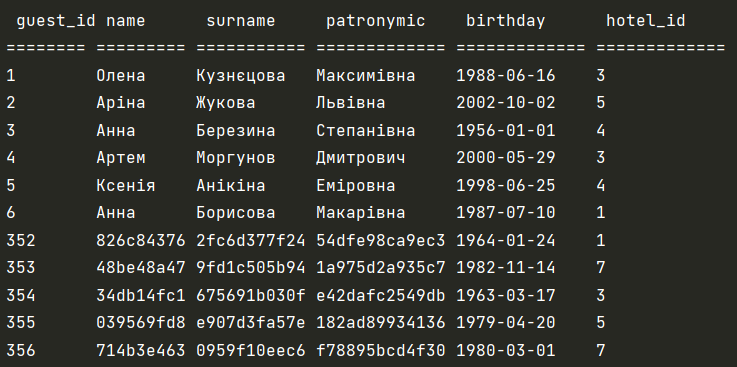 guest_id name surname patronymic birthday hotel_id
======== ========= =========== ============= ============= =============
1 Олена Кузнєцова Максимівна 1988-06-16 3
2 Аріна Жукова Львівна 2002-10-02 5
3 Анна Березина Степанівна 1956-01-01 4
4 Артем Моргунов Дмитрович 2000-05-29 3
5 Ксенія Анікіна Еміровна 1998-06-25 4
6 Анна Борисова Макарівна 1987-07-10 1
352 826c84376 2fc6d377f24 54dfe98ca9ec3 1964-01-24 1
353 48be48a47 9fd1c505b94 1a975d2a935c7 1982-11-14 7
354 34db14fc1 675691b030f e42dafc2549db 1963-03-17 3
355 039569fd8 e907d3fa57e 182ad89934136 1979-04-20 5
356 714b3e463 0959f10eec6 f78895bcd4f30 1980-03-01 7